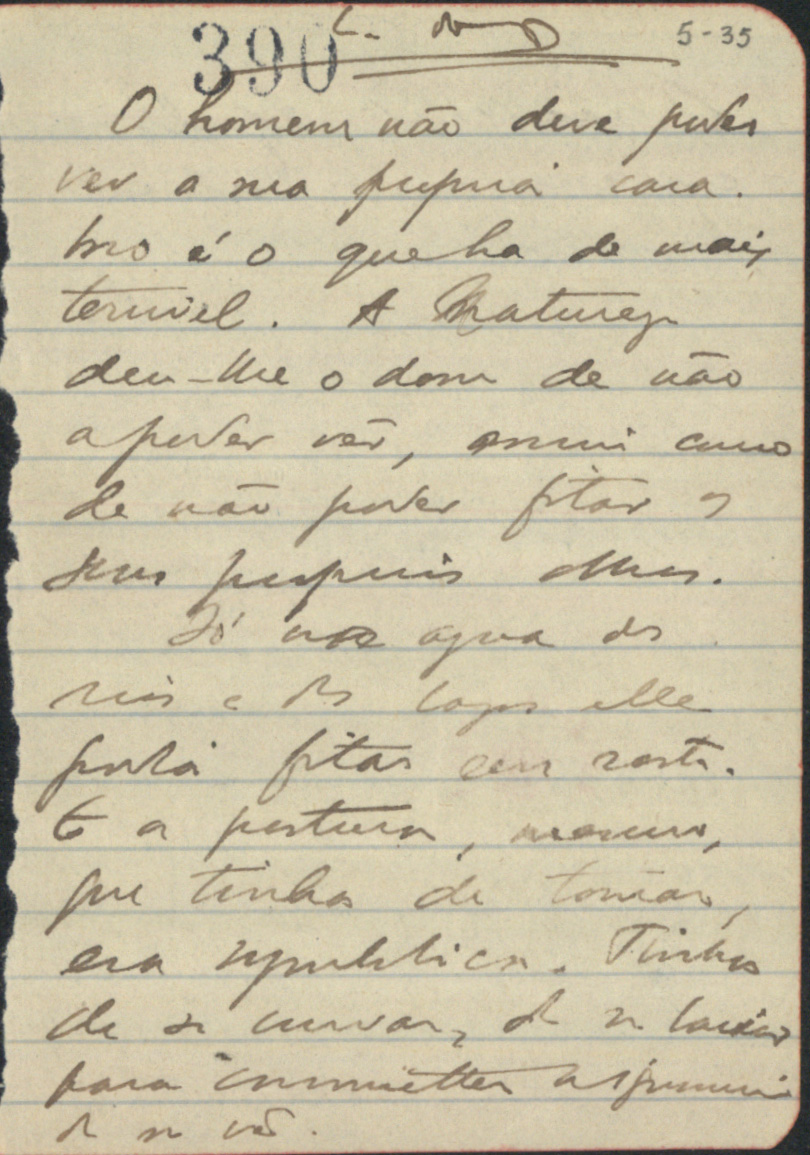 390 L. do D. 5-35
O homem não deve poder
ver a sua propria cara.
Isso é o que ha de mais
terrivel. A Natureza
deu-lhe o dom de não
a poder vêr, assim como
de não poder fitar os
seus proprios olhos.
Só na agua dos
rios e dos lagos elle
podia fitar seu rosto.
E a postura, mesmo,
que tinha de tomar,
era symbolica. Tinha
de se curvar, de se baixar
para commetter a ignominia
de se vêr.